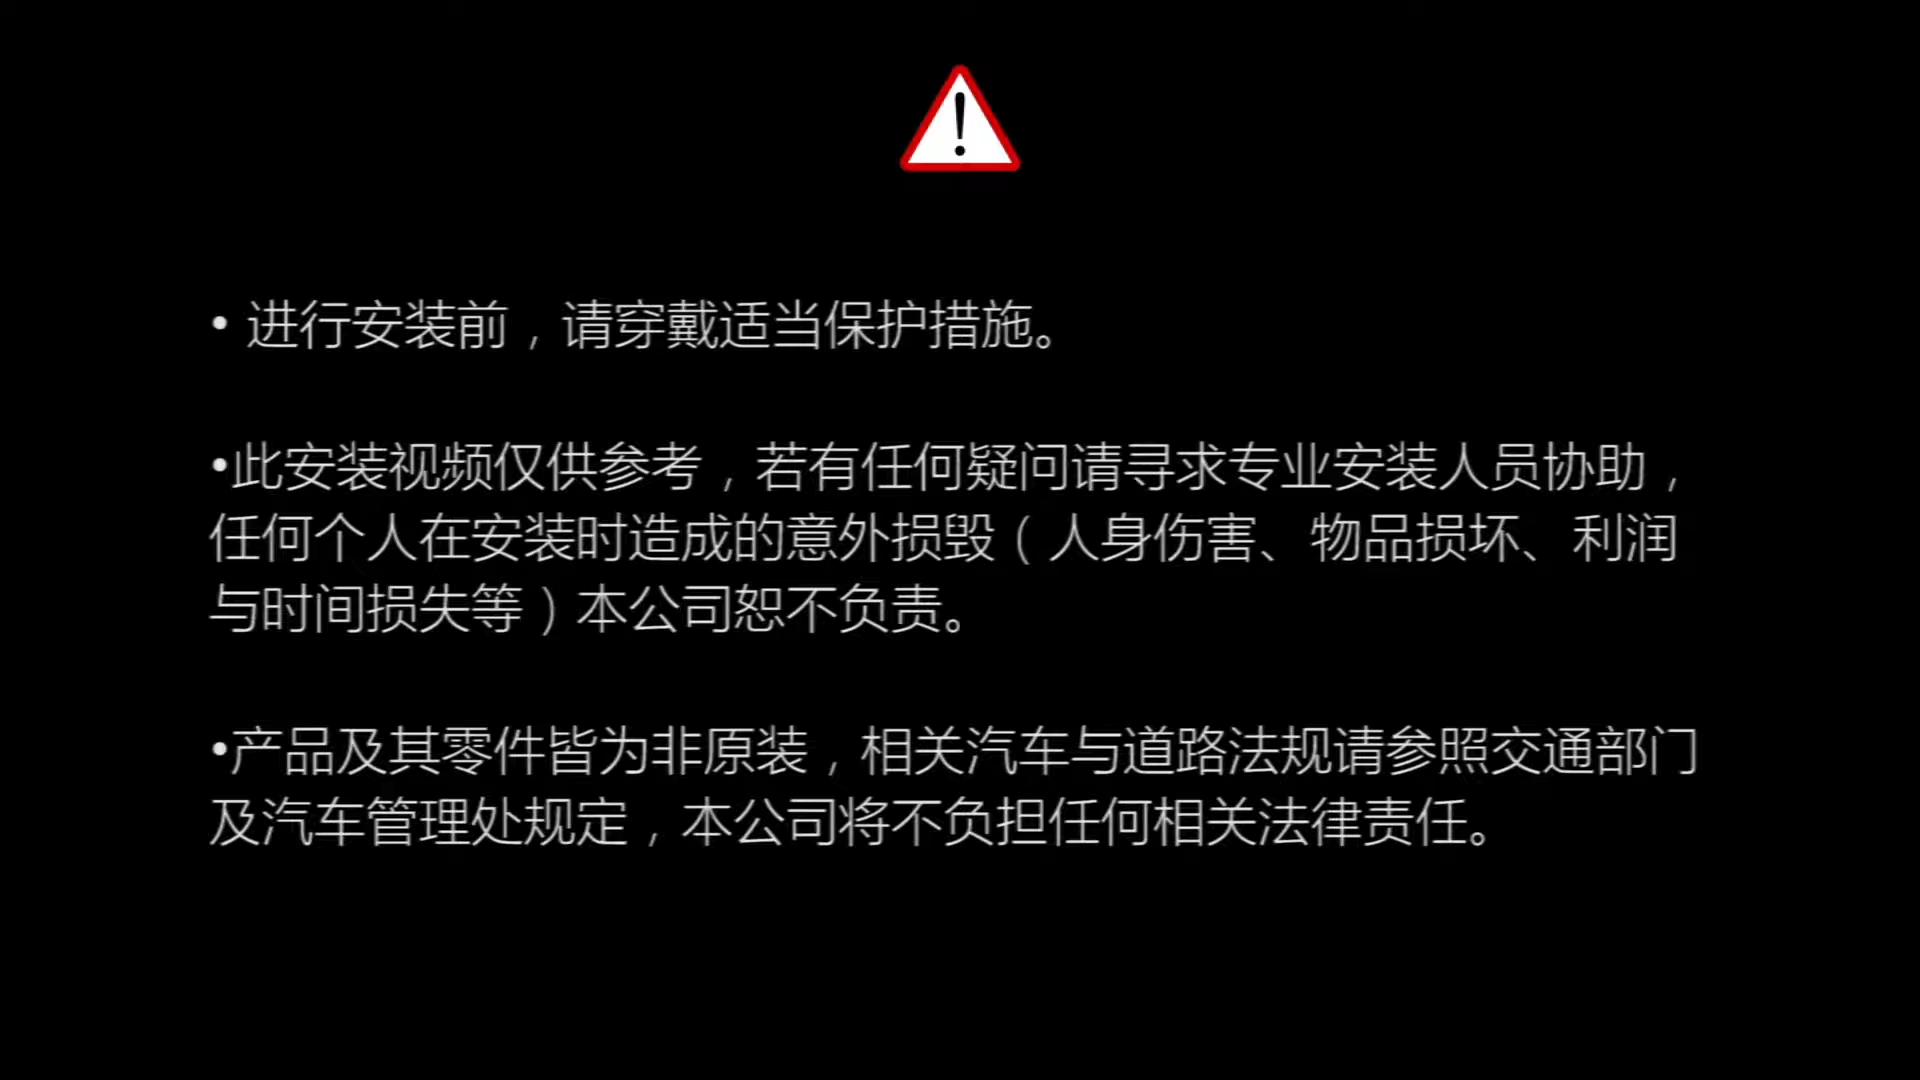 • 进行安装前，请穿戴适当保护措施。
•此安装视频仅供参考，若有任何疑问请寻求专业安装人员协助，
任何个人在安装时造成的意外损毁（人身伤害、物品损坏、利润
与时间损失等）本公司恕不负责。
•产品及其零件皆为非原装，相关汽车与道路法规请参照交通部门
及汽车管理处规定，本公司将不负担任何相关法律责任。